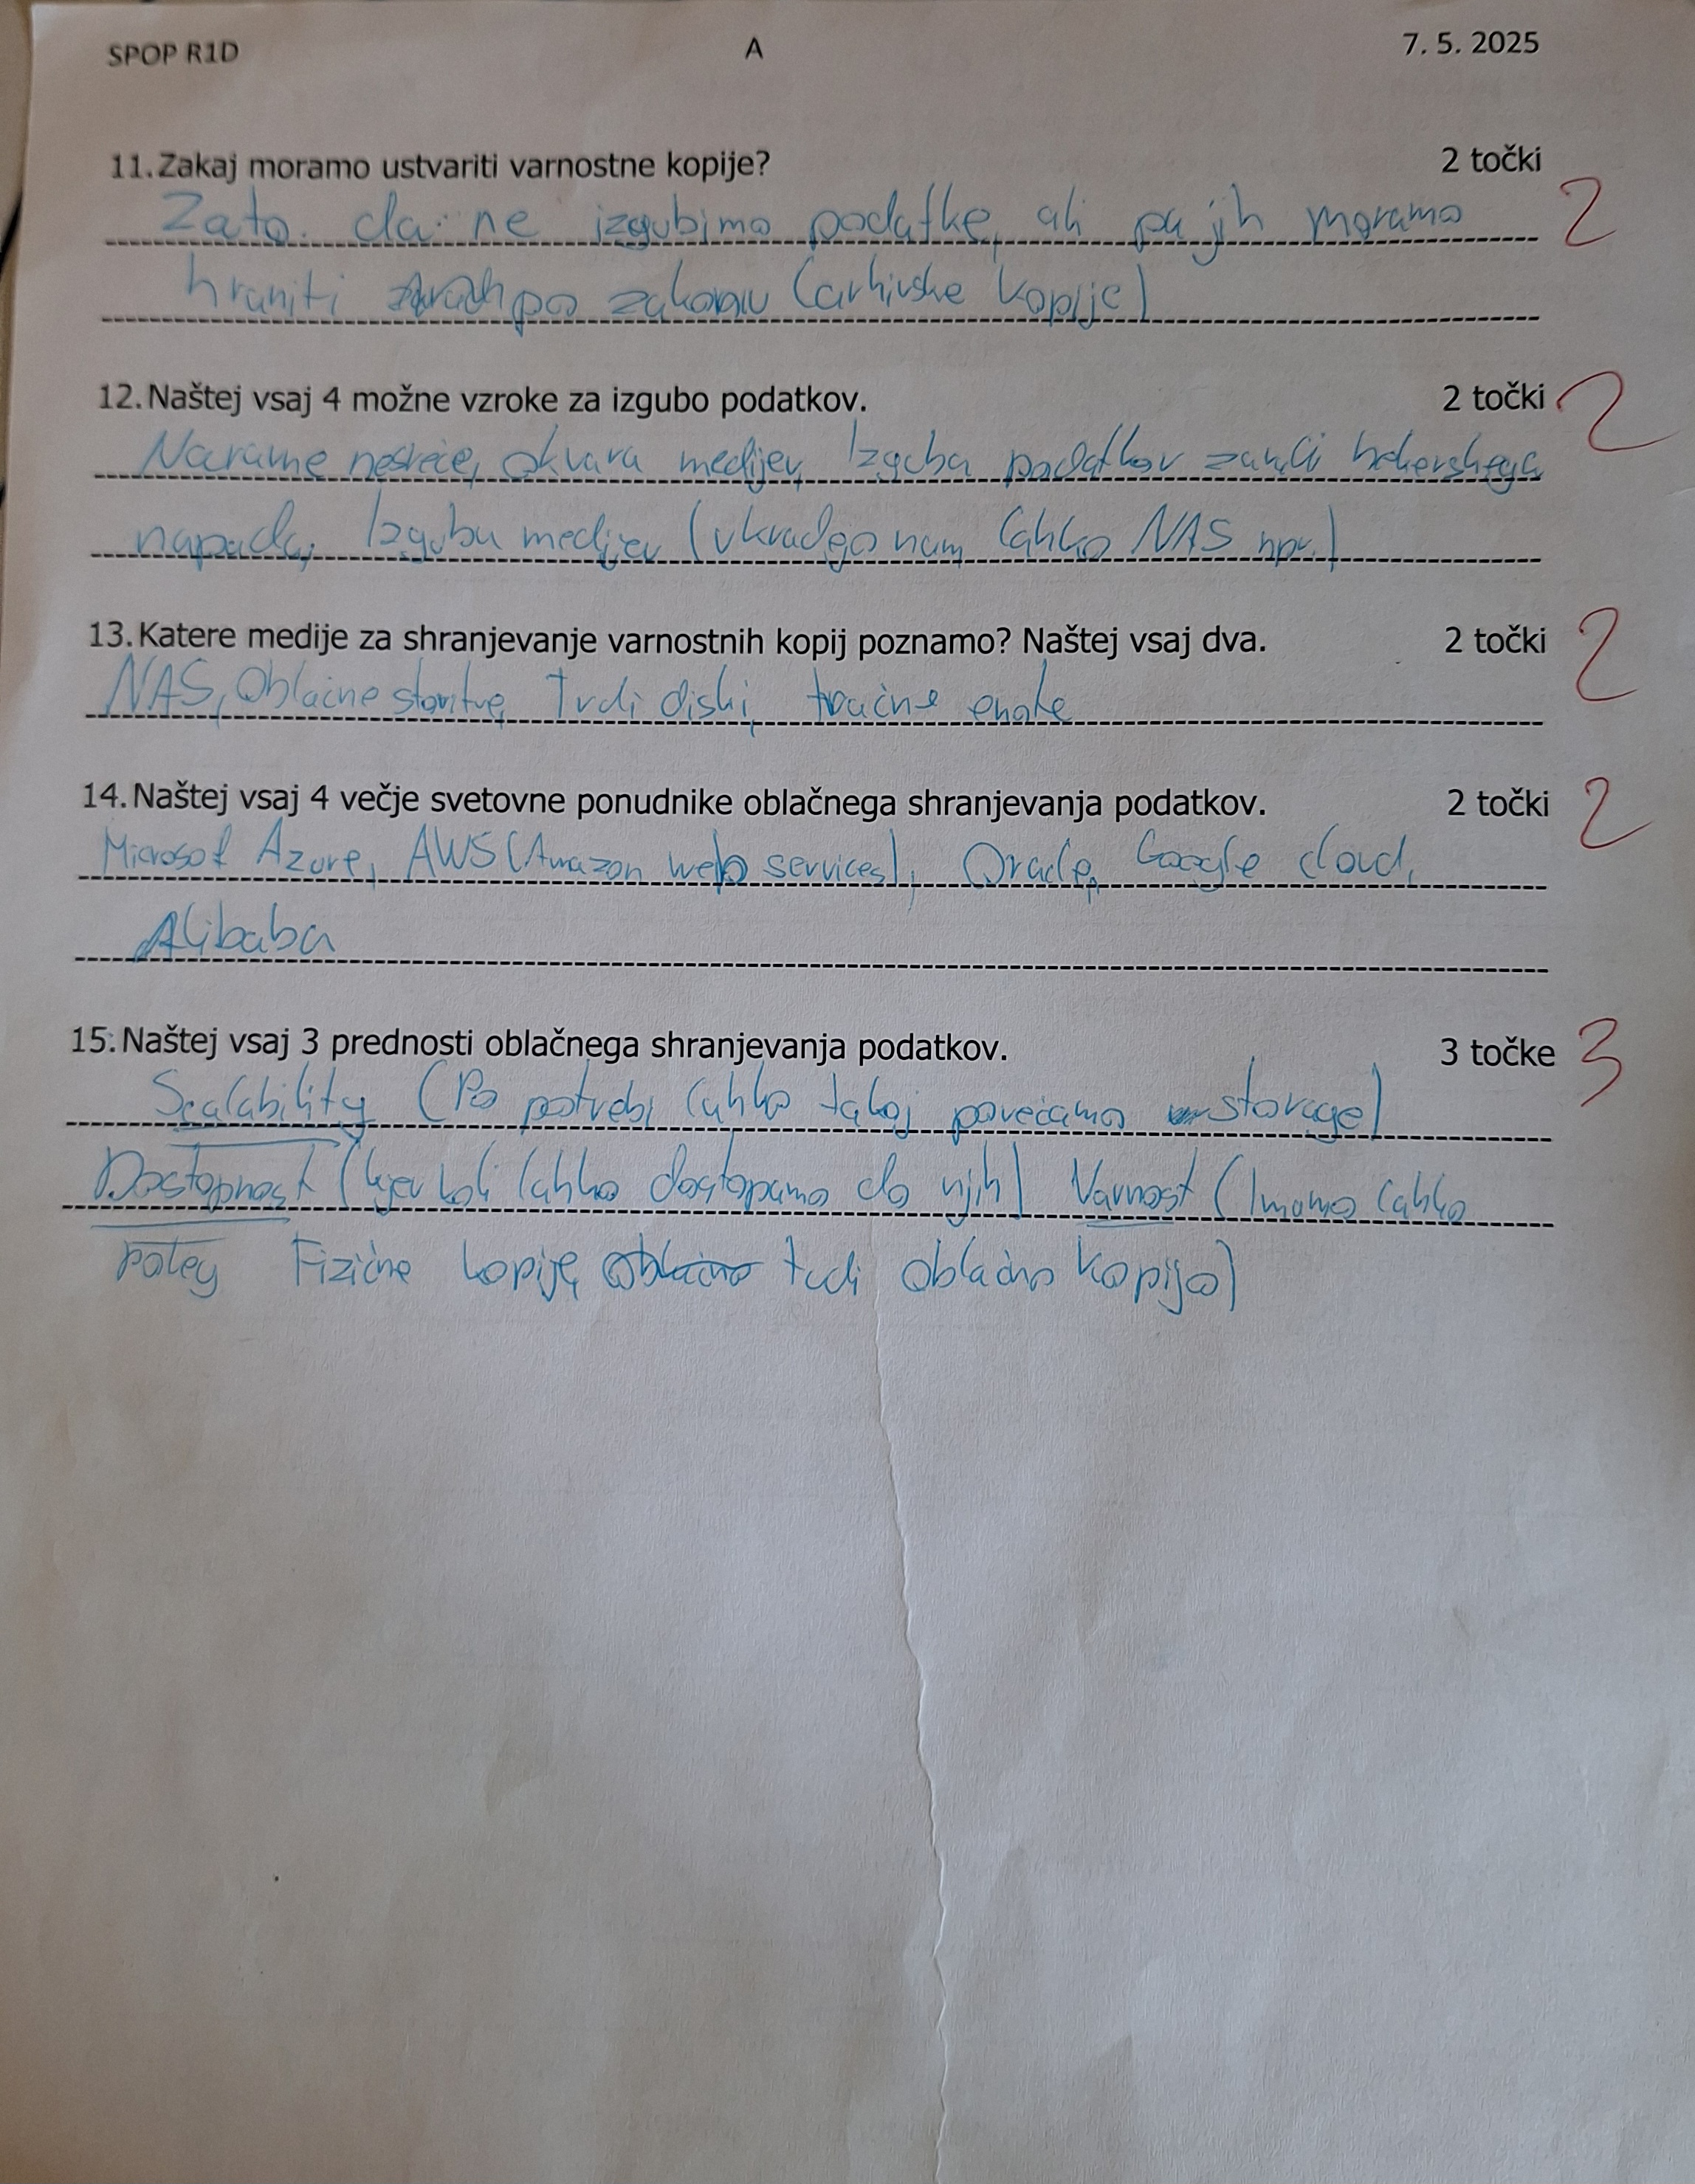 SPOP R1D A 7. 5. 2025
11. Zakaj moramo ustvariti varnostne kopije? 2 točki
Zato da ne izgubimo podatke, ali pa jih moramo 2
hraniti po zakonu (arhivske kopije)
12. Naštej vsaj 4 možne vzroke za izgubo podatkov. 2 točki 2
Naravne nesreče, okvara medijev, Izguba podatkov zaradi hekerskega
napada, Izguba medijev (ukradejo nam lahko NAS npr.)
13. Katere medije za shranjevanje varnostnih kopij poznamo? Naštej vsaj dva. 2 točki 2
NAS, Oblačne storitve, Trdi diski, tračne enote
14. Naštej vsaj 4 večje svetovne ponudnike oblačnega shranjevanja podatkov. 2 točki 2
Microsoft Azure, AWS (Amazon web services), Oracle, Google cloud,
Alibaba
15. Naštej vsaj 3 prednosti oblačnega shranjevanja podatkov. 3 točke 3
Scalability (Po potrebi lahko takoj povečamo storage)
Dostopnost (kjer koli lahko dostopamo do njih) Varnost (Imamo lahko
poleg Fizične kopije oblačno tudi oblačno kopijo)